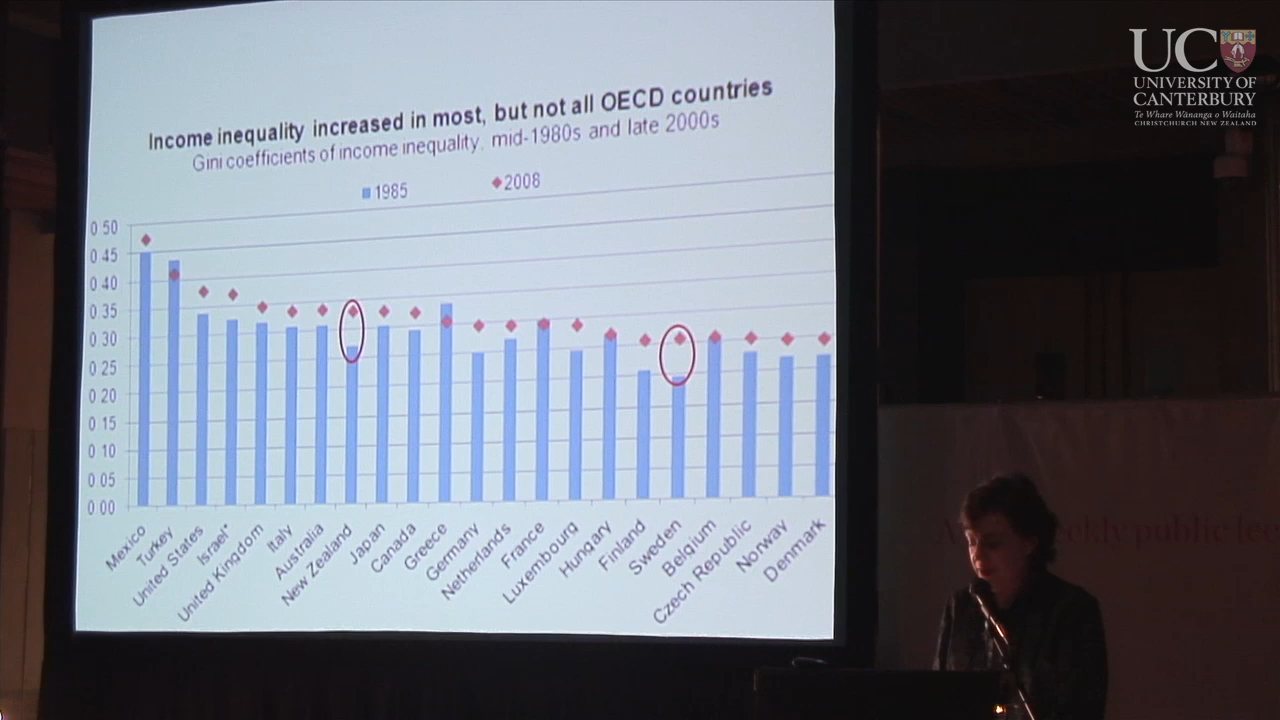 Income inequality increased in most, but not all OECD countries
Gini coefficients of income inequality, mid-1980s and late 2000s
1985
2008
0 50
0 45
0 40
0 35
0 30
0 25
0 20
0 15
0 10
0 05
0 00
Mexico
Turkey
United States
Israel*
United Kingdom
Italy
Australia
New Zealand
Japan
Canada
Greece
Germany
Netherlands
France
Luxembourg
Hungary
Finland
Sweden
Belgium
Czech Republic
Norway
Denmark
UC
UNIVERSITY OF
CANTERBURY
Te Whare Wānanga o Waitaha
CHRISTCHURCH NEW ZEALAND
public